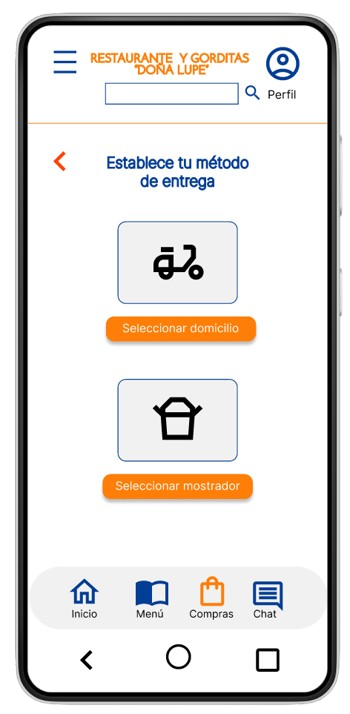 RESTAURANTE Y GORDITAS
"DOÑA LUPE"
Perfil
Establece tu método
de entrega
Seleccionar domicilio
Seleccionar mostrador
Inicio
Menú
Compras
Chat